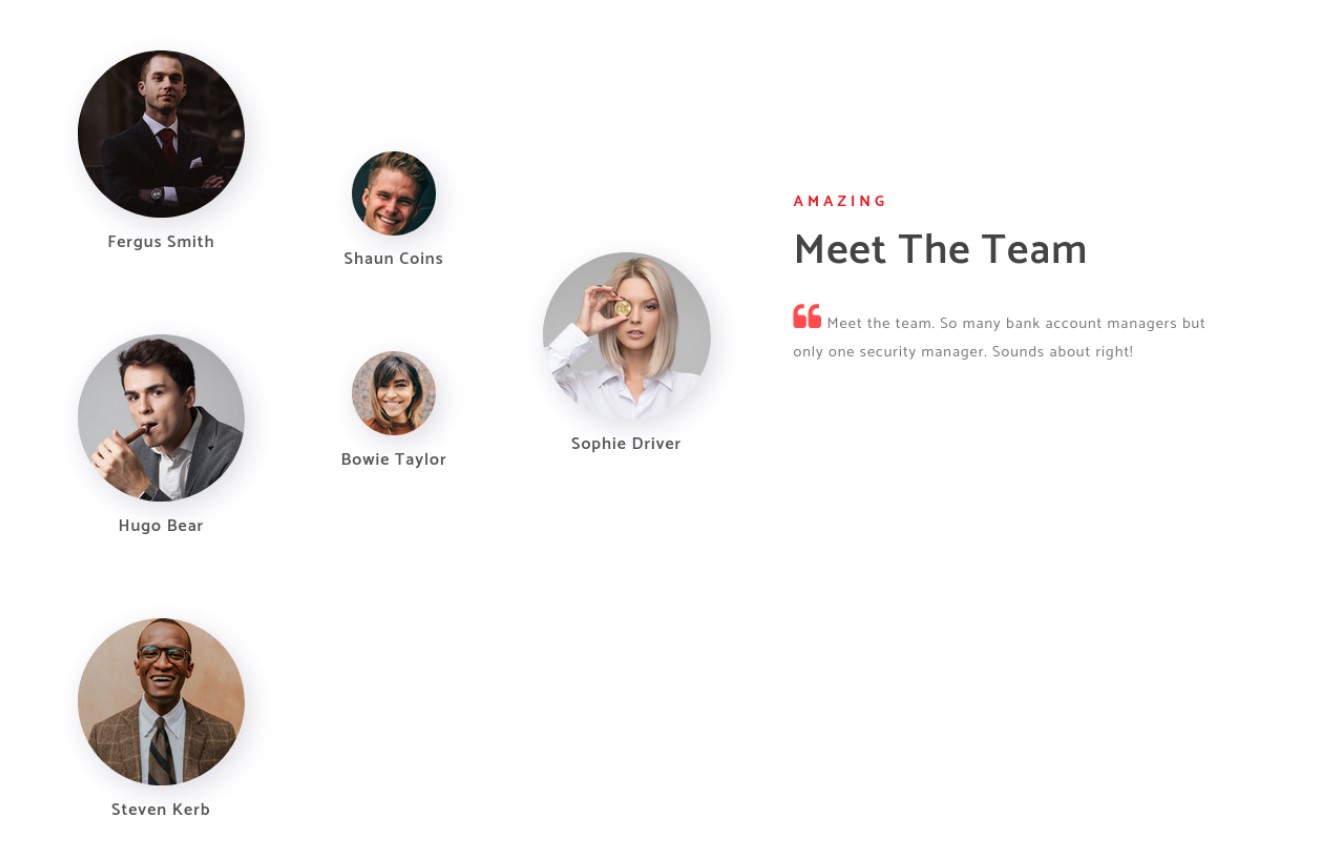 Fergus Smith
Shaun Coins
Hugo Bear
Bowie Taylor
Sophie Driver
Steven Kerb
AMAZING
Meet The Team
❝ Meet the team. So many bank account managers but
only one security manager. Sounds about right!